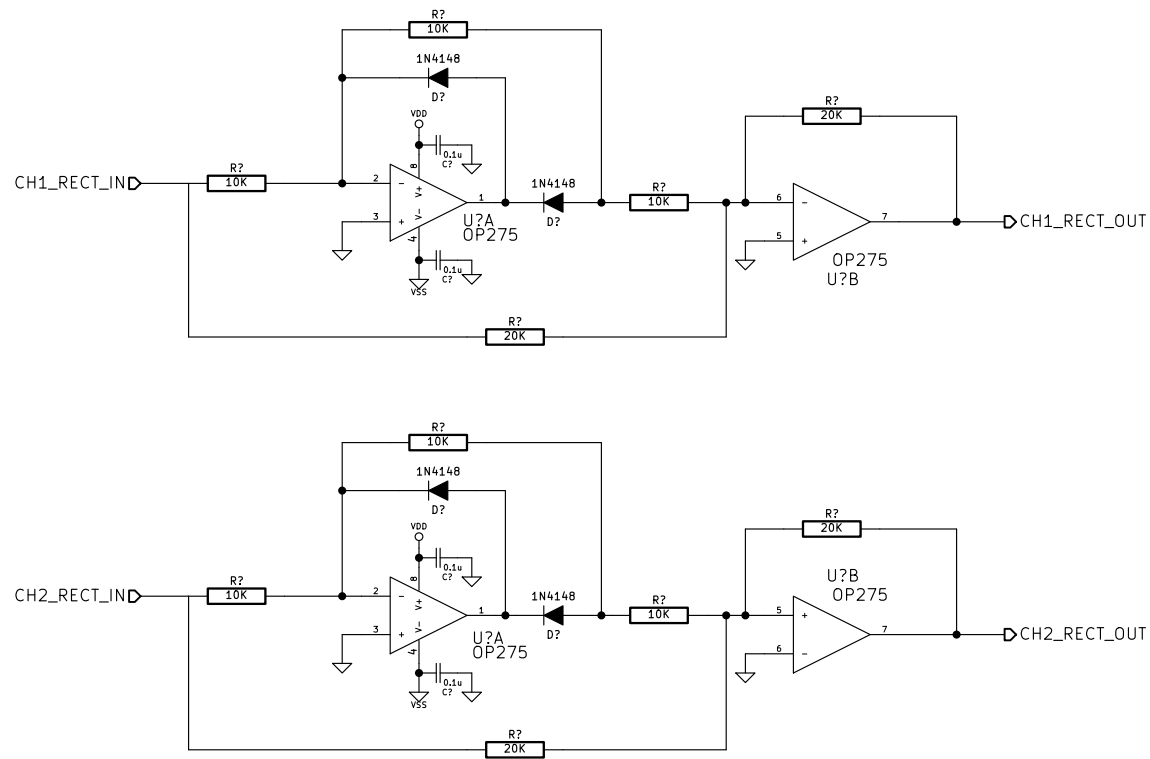 R?
10K
1N4148
D?
VDD
0.1u
C?
8
V+
CH1_RECT_IN
R?
10K
2
-
3
+
V-
4
1
U?A
OP275
0.1u
C?
VSS
1N4148
D?
R?
10K
R?
20K
6
-
5
+
7
OP275
U?B
CH1_RECT_OUT
R?
20K
R?
10K
1N4148
D?
VDD
0.1u
C?
8
V+
CH2_RECT_IN
R?
10K
2
-
3
+
V-
4
1
U?A
OP275
0.1u
C?
VSS
1N4148
D?
R?
10K
R?
20K
U?B
OP275
5
+
6
-
7
CH2_RECT_OUT
R?
20K